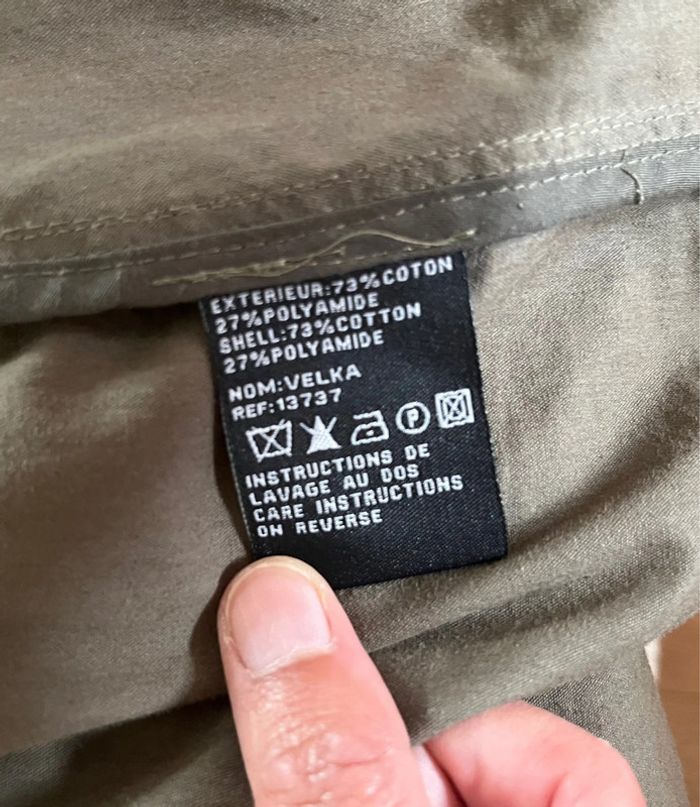 EXTERIEUR:73%COTON
27%POLYAMIDE
SHELL:73%COTTON
27%POLYAMIDE
NOM:VELKA
REF:13737
P
INSTRUCTIONS DE
LAVAGE AU DOS
CARE INSTRUCTIONS
ON REVERSE